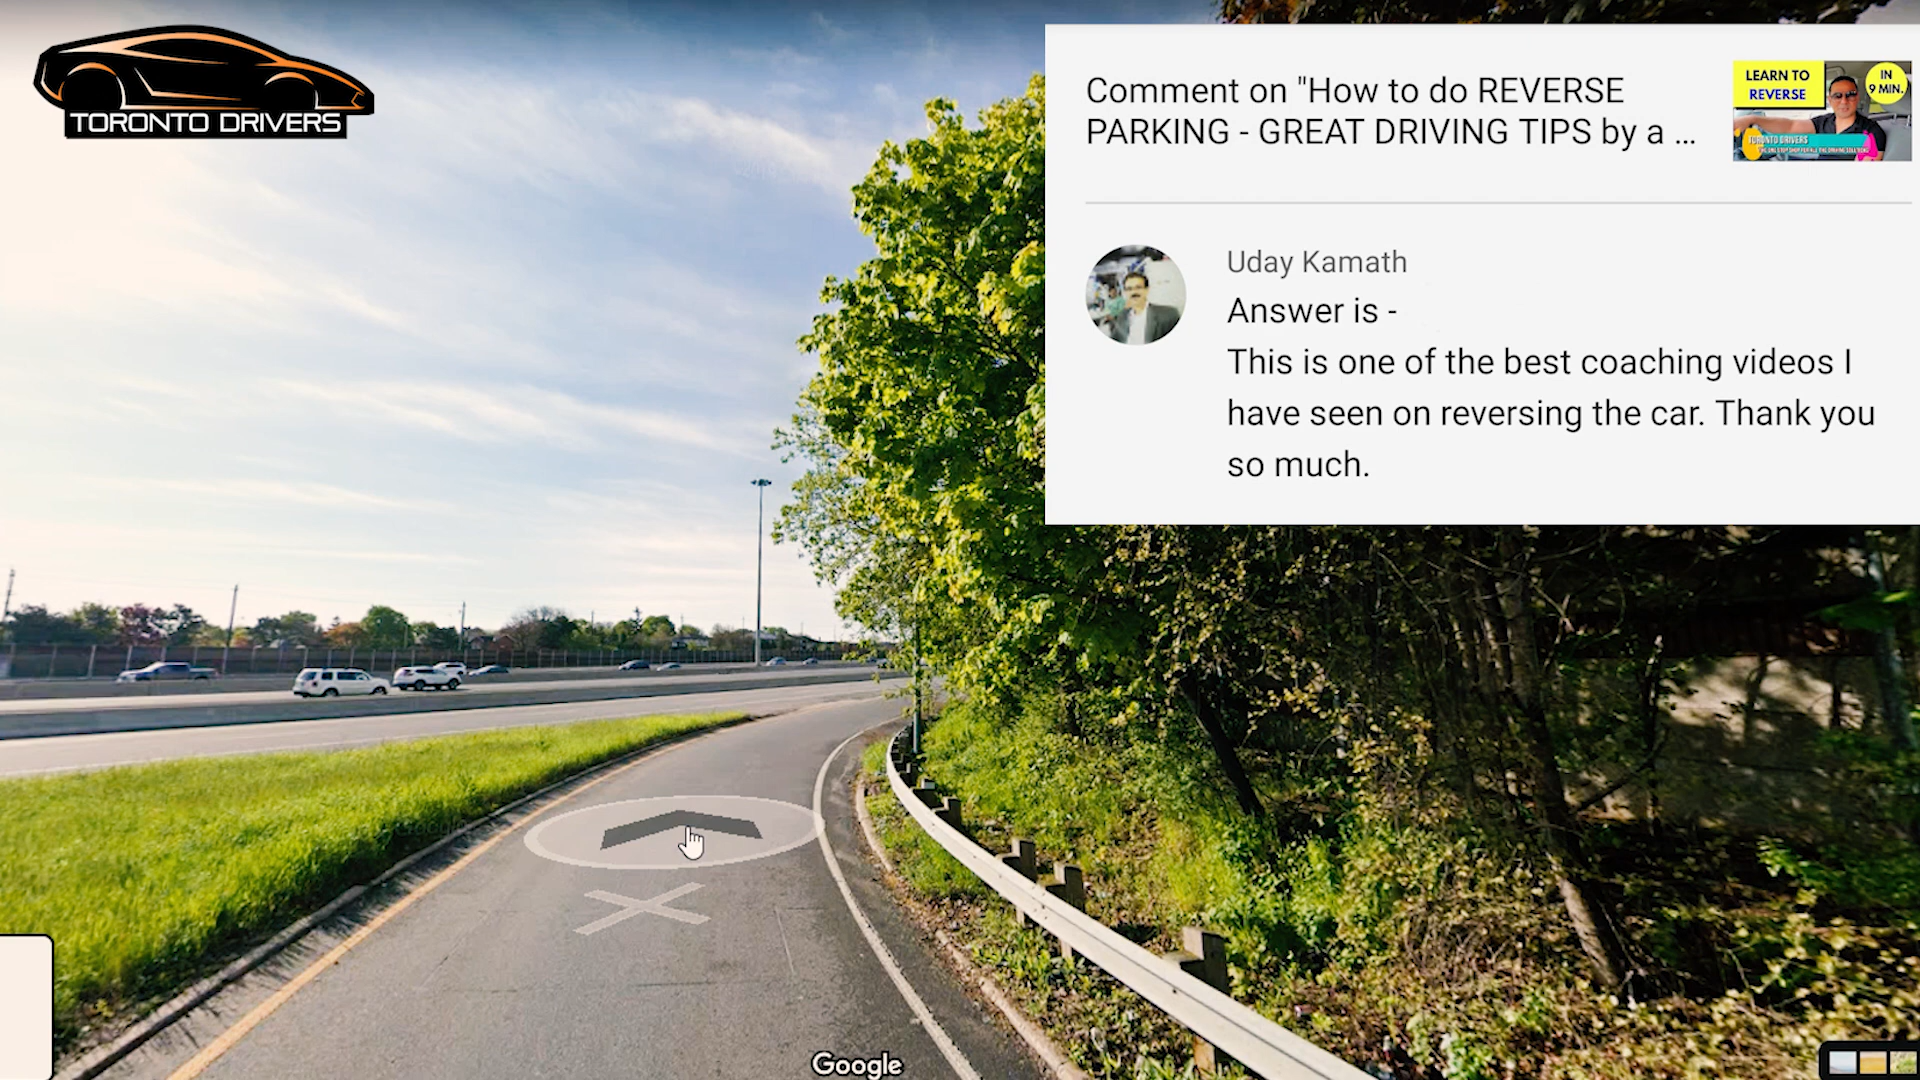 TORONTO DRIVERS
Comment on "How to do REVERSE
PARKING - GREAT DRIVING TIPS by a ...
LEARN TO
REVERSE
IN
9 MIN.
TORONTO DRIVERS
Uday Kamath
Answer is -
This is one of the best coaching videos I
have seen on reversing the car. Thank you
so much.
Google